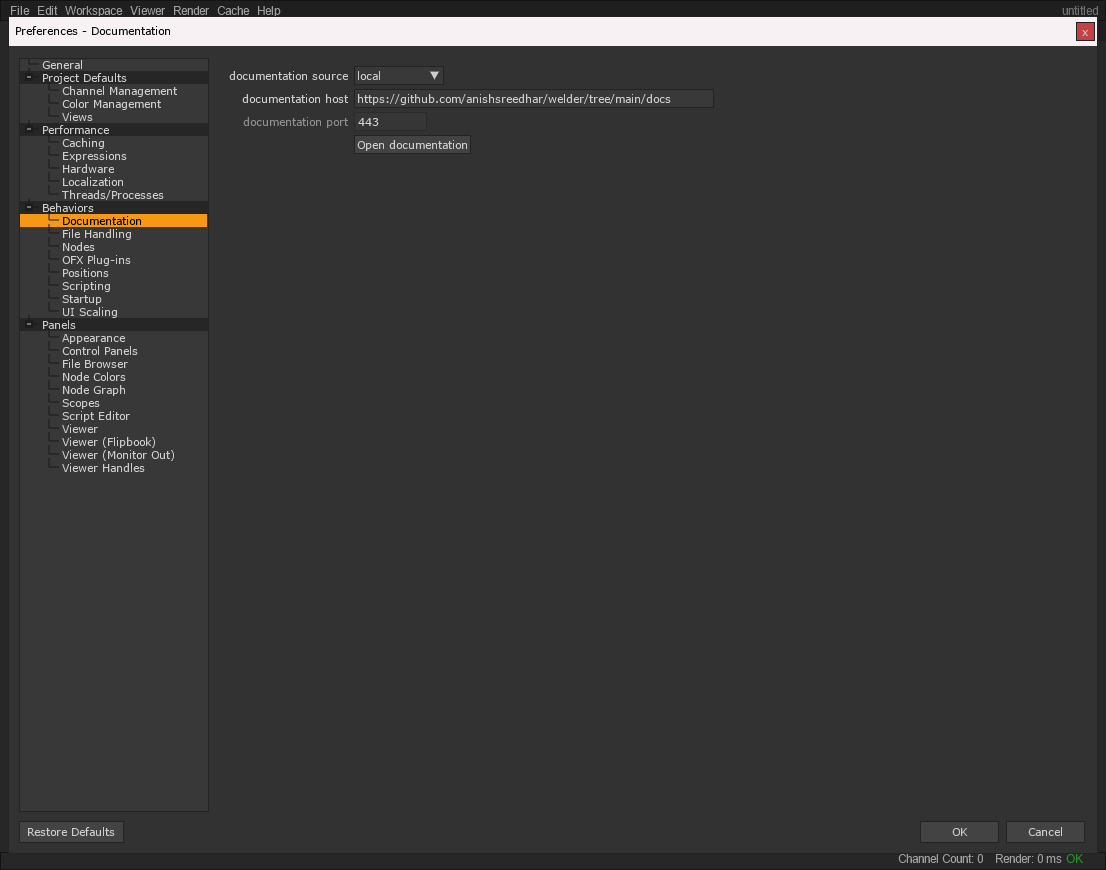 File Edit Workspace Viewer Render Cache Help untitled
Preferences - Documentation x
General
Project Defaults
Channel Management
Color Management
Views
Performance
Caching
Expressions
Hardware
Localization
Threads/Processes
Behaviors
Documentation
File Handling
Nodes
OFX Plug-ins
Positions
Scripting
Startup
UI Scaling
Panels
Appearance
Control Panels
File Browser
Node Colors
Node Graph
Scopes
Script Editor
Viewer
Viewer (Flipbook)
Viewer (Monitor Out)
Viewer Handles
documentation source local
documentation host https://github.com/anishsreedhar/welder/tree/main/docs
documentation port 443
Open documentation
Restore Defaults OK Cancel
Channel Count: 0 Render: 0 ms OK